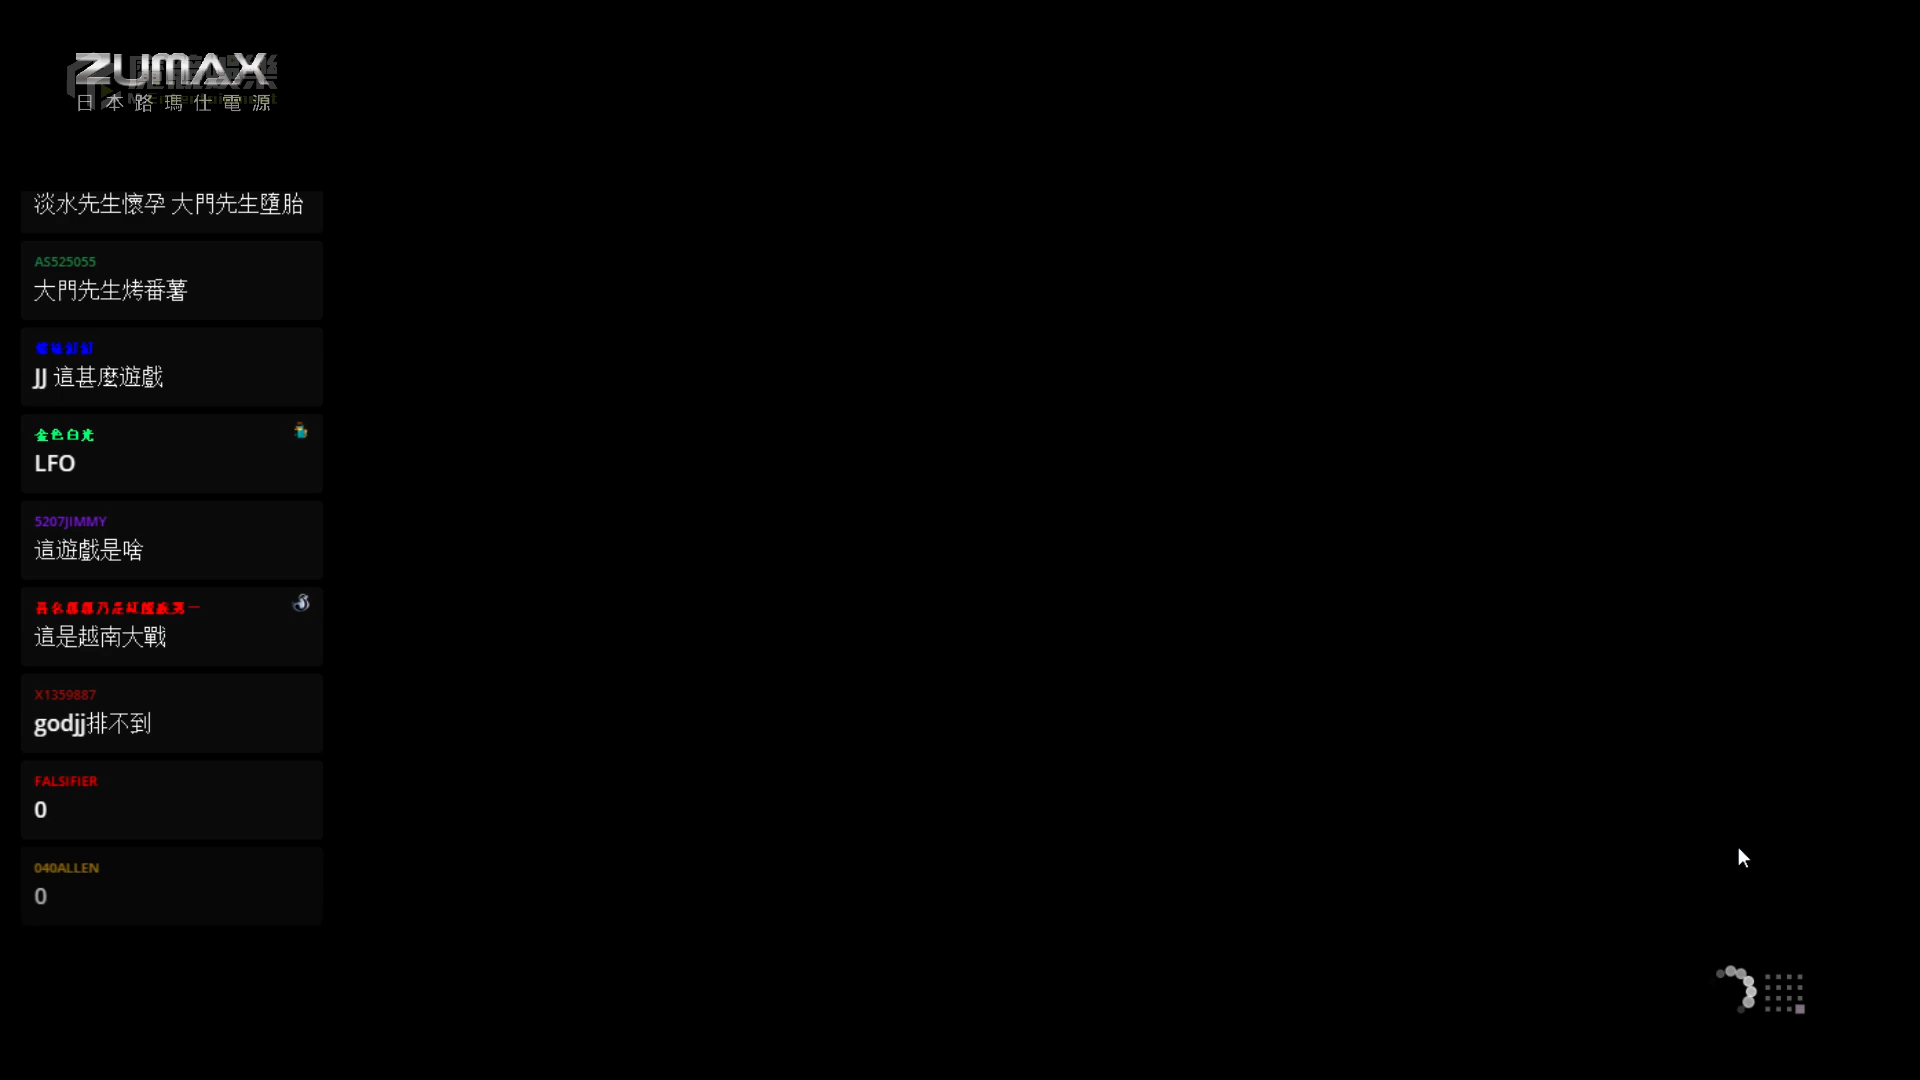 ZUMAX
日本路瑪仕電源
淡水先生懷孕 大門先生墮胎
AS525055
大門先生烤番薯
JJ 這甚麼遊戲
金色白光
LFO
5207JIMMY
這遊戲是啥
這是越南大戰
X1359887
godjj排不到
FALSIFIER
0
040ALLEN
0